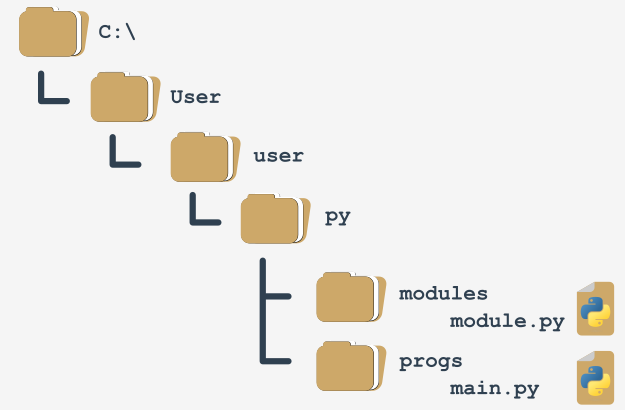 C:\
User
user
py
modules
module.py
progs
main.py